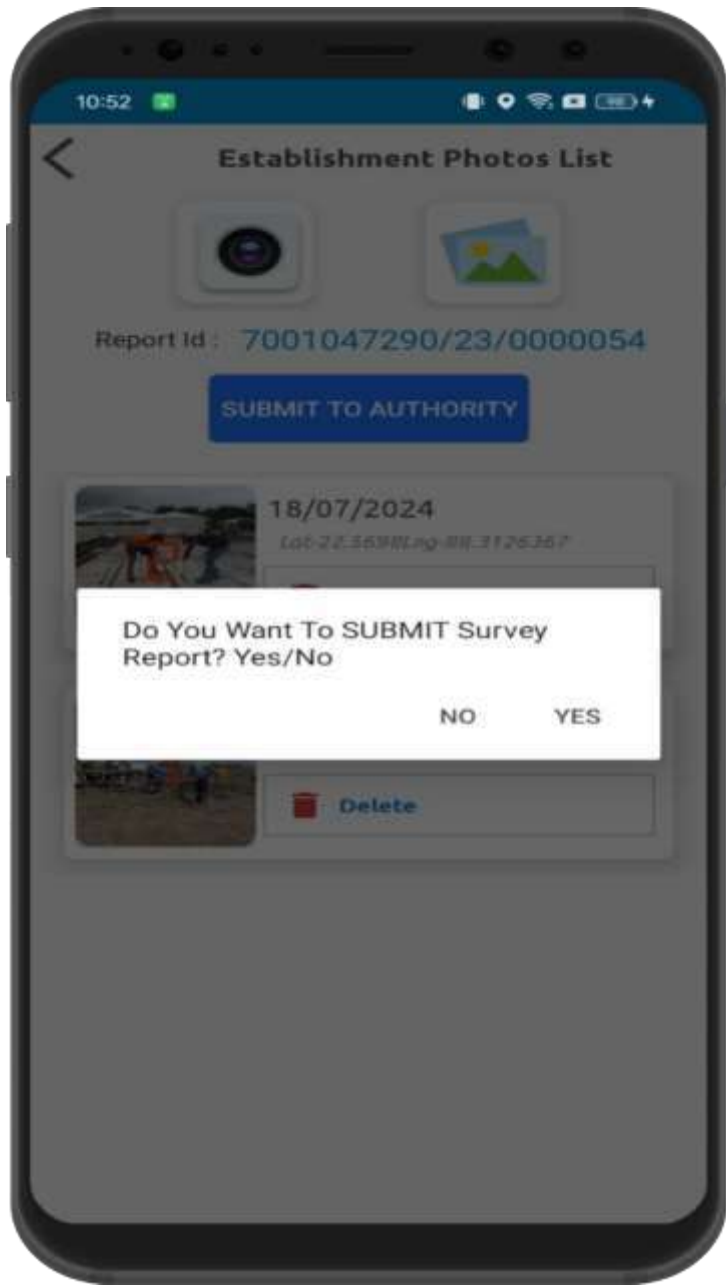 10:52
Establishment Photos List
Report Id : 7001047290/23/0000054
SUBMIT TO AUTHORITY
18/07/2024
Do You Want To SUBMIT Survey
Report? Yes/No
NO YES
Delete